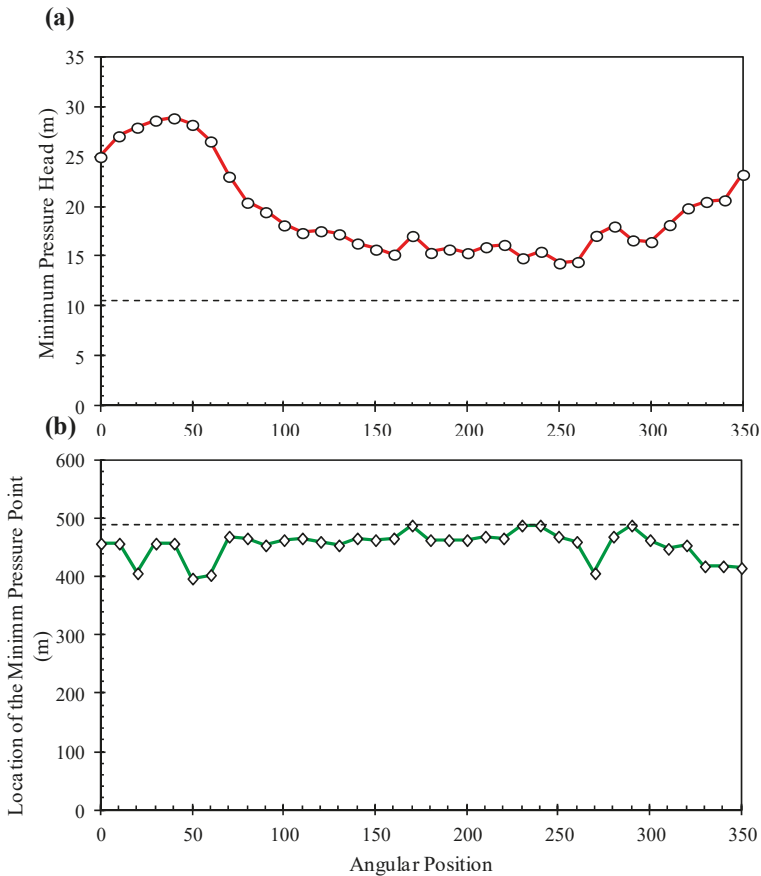 (a)
Minimum Pressure Head (m)
35
30
25
20
15
10
5
0
0 50 100 150 200 250 300 350
(b)
Location of the Minimm Pressure Point
(m)
600
500
400
300
200
100
0
0 50 100 150 200 250 300 350
Angular Position